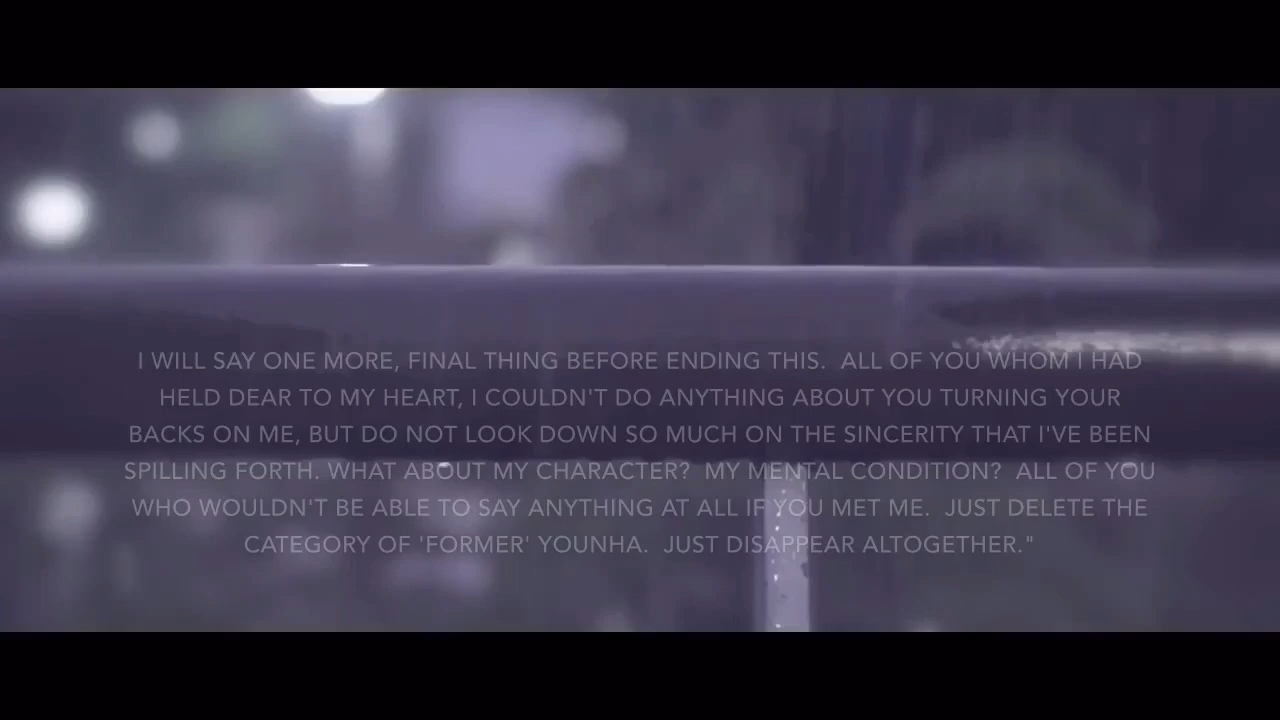 I WILL SAY ONE MORE, FINAL THING BEFORE ENDING THIS.  ALL OF YOU WHOM I HAD
HELD DEAR TO MY HEART, I COULDN'T DO ANYTHING ABOUT YOU TURNING YOUR
BACKS ON ME, BUT DO NOT LOOK DOWN SO MUCH ON THE SINCERITY THAT I'VE BEEN
SPILLING FORTH. WHAT ABOUT MY CHARACTER?  MY MENTAL CONDITION?  ALL OF YOU
WHO WOULDN'T BE ABLE TO SAY ANYTHING AT ALL IF YOU MET ME.  JUST DELETE THE
CATEGORY OF 'FORMER' YOUNHA.  JUST DISAPPEAR ALTOGETHER."